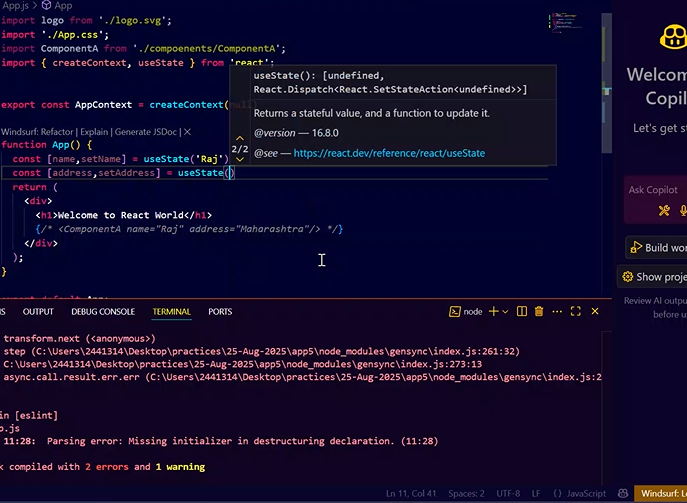 App.js > App
import logo from './logo.svg';
import './App.css';
import ComponentA from './compoenents/ComponentA';
import { createContext, useState } from 'react';
useState(): [undefined,
React.Dispatch<React.SetStateAction<undefined>>]
Returns a stateful value, and a function to update it.
@version — 16.8.0
2/2
@see — https://react.dev/reference/react/useState
export const AppContext = createContext(null)
Windsurf: Refactor | Explain | Generate JSDoc | ✕
function App() {
const [name,setName] = useState('Raj')
const [address,setAddress] = useState()
return (
<div>
<h1>Welcome to React World</h1>
{/* <ComponentA name="Raj" address="Maharashtra"/> */}
</div>
);
}
Welcom
Copil
Let's get s
Ask Copilot
Build wor
Show proje
Review AI outpu
before u
OUTPUT DEBUG CONSOLE TERMINAL PORTS
node
transform.next (<anonymous>)
step (C:\Users\2441314\Desktop\practices\25-Aug-2025\app5\node_modules\gensync\index.js:261:32)
C:\Users\2441314\Desktop\practices\25-Aug-2025\app5\node_modules\gensync\index.js:273:13
async.call.result.err.err (C:\Users\2441314\Desktop\practices\25-Aug-2025\app5\node_modules\gensync\index.js:2
in [eslint]
p.js
11:28: Parsing error: Missing initializer in destructuring declaration. (11:28)
k compiled with 2 errors and 1 warning
Ln 11, Col 41 Spaces: 2 UTF-8 LF {} JavaScript Windsurf: Lo